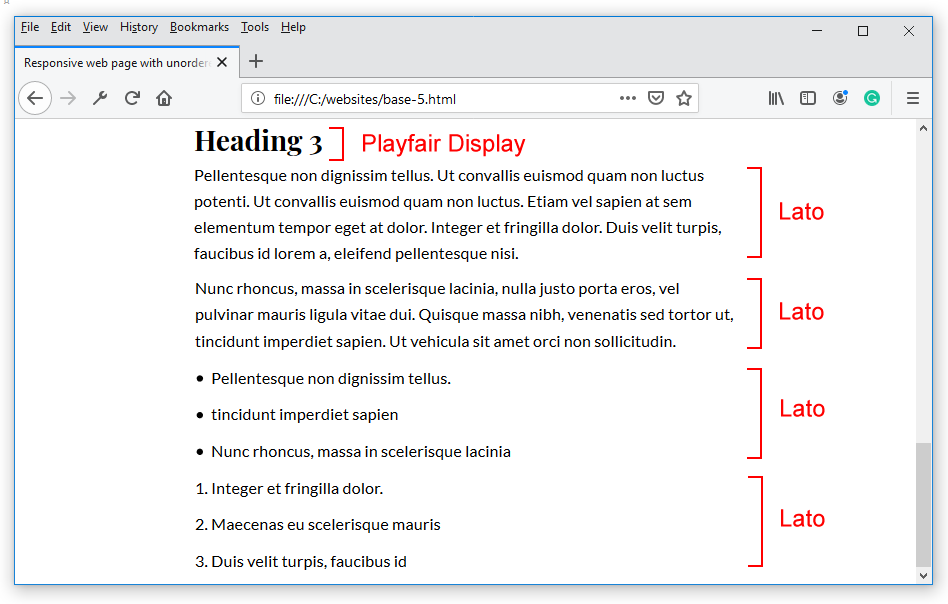 File Edit View History Bookmarks Tools Help
Responsive web page with unordere
file:///C:/websites/base-5.html
Heading 3 Playfair Display
Pellentesque non dignissim tellus. Ut convallis euismod quam non luctus
potenti. Ut convallis euismod quam non luctus. Etiam vel sapien at sem
Lato
elementum tempor eget at dolor. Integer et fringilla dolor. Duis velit turpis,
faucibus id lorem a, eleifend pellentesque nisi.
Nunc rhoncus, massa in scelerisque lacinia, nulla justo porta eros, vel
pulvinar mauris ligula vitae dui. Quisque massa nibh, venenatis sed tortor ut,
Lato
tincidunt imperdiet sapien. Ut vehicula sit amet orci non sollicitudin.
• Pellentesque non dignissim tellus.
• tincidunt imperdiet sapien
Lato
• Nunc rhoncus, massa in scelerisque lacinia
1. Integer et fringilla dolor.
2. Maecenas eu scelerisque mauris
Lato
3. Duis velit turpis, faucibus id